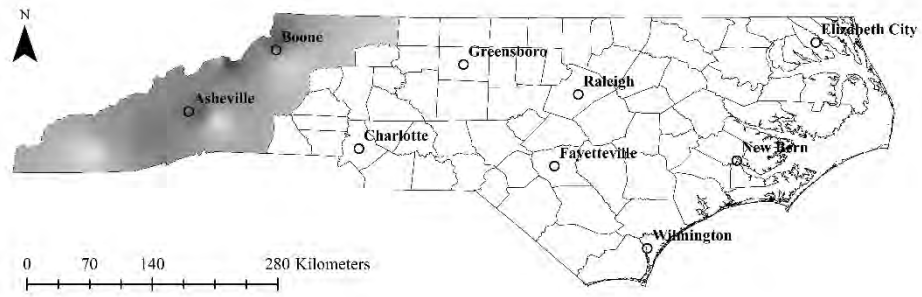 N
Boone
Elizabeth City
Greensboro
Raleigh
Asheville
Charlotte
Fayetteville
New Bern
Wilmington
0 70 140 280 Kilometers